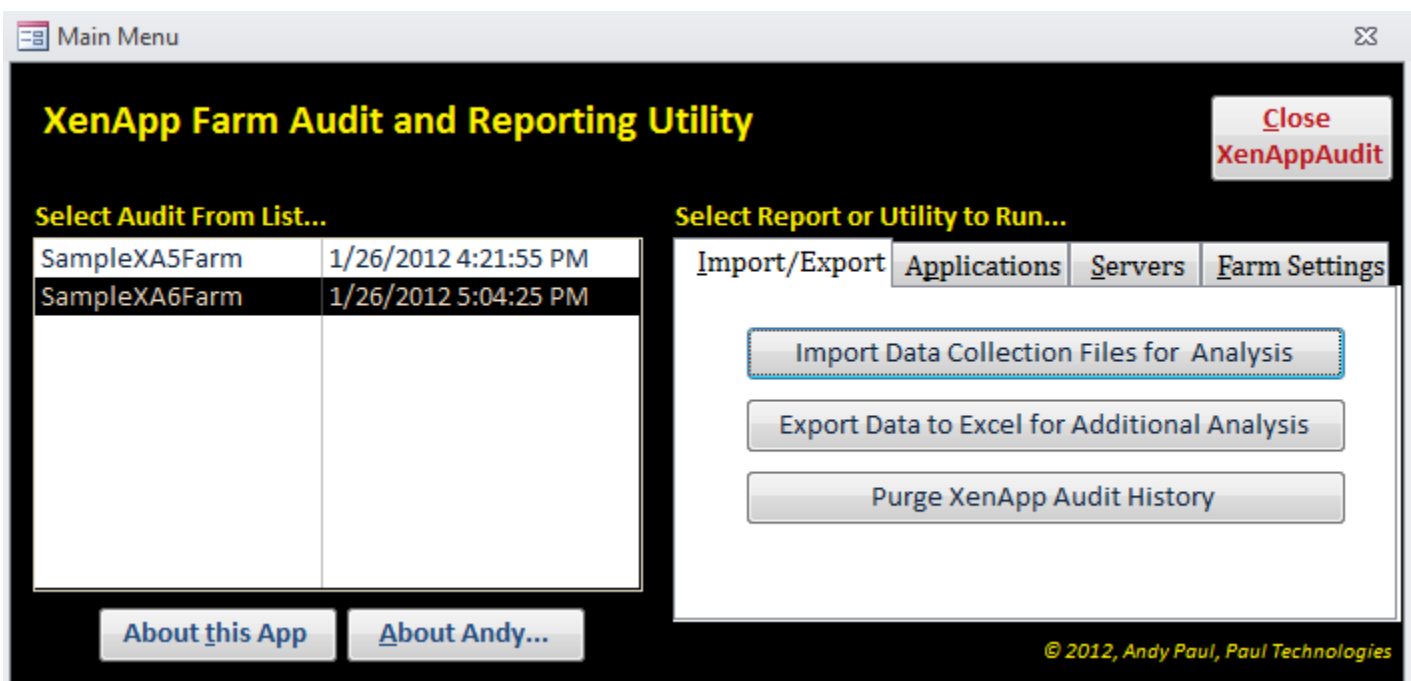 Main Menu
XenApp Farm Audit and Reporting Utility
Close
XenAppAudit
Select Audit From List...
SampleXA5Farm 1/26/2012 4:21:55 PM
SampleXA6Farm 1/26/2012 5:04:25 PM
About this App
About Andy...
Select Report or Utility to Run...
Import/Export Applications Servers Farm Settings
Import Data Collection Files for Analysis
Export Data to Excel for Additional Analysis
Purge XenApp Audit History
© 2012, Andy Paul, Paul Technologies